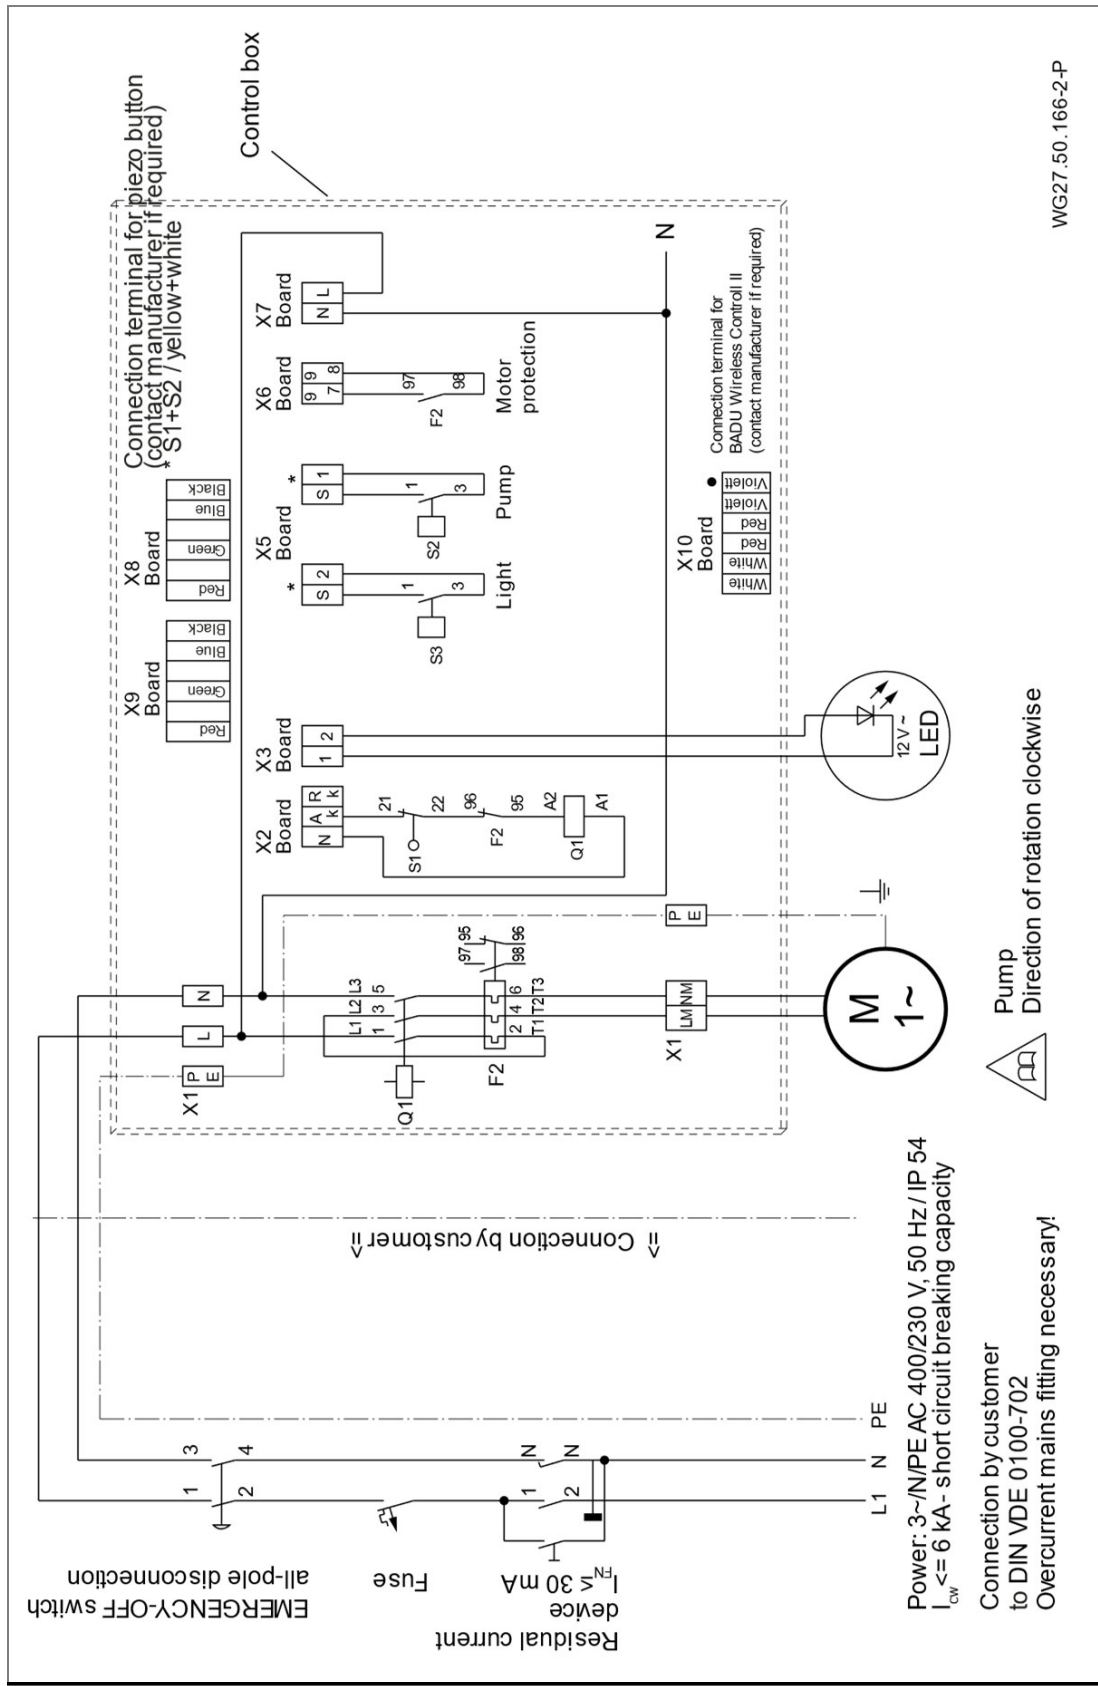 Connection terminal for piezo button
(contact manufacturer if required)
* S1+S2 / yellow+white
Control box
X9
Board
Red
Green
Blue
Black
X8
Board
Red
Green
Blue
Black
X1
P
E
L
N
X2
Board
N
A
k
R
k
X3
Board
1
2
X5
Board
*
S
2
*
S
1
X6
Board
9
7
9
8
X7
Board
N
L
L1
L2
L3
1
3
5
Q1
F2
2
4
6
T1
T2
T3
97
95
98
96
21
22
S1
96
95
F2
A2
A1
Q1
1
3
S3
Light
1
3
S2
Pump
97
98
F2
Motor
protection
N
X1
LM
NM
P
E
X10
Board
White
White
Red
Red
Violett
Violett
Connection terminal for
BADU Wireless Controll II
(contact manufacturer if required)
M
1~
12 V ~
LED
EMERGENCY-OFF switch
all-pole disconnection
1
2
3
4
Fuse
Residual current
device
IFN ≤ 30 mA
1
2
N
N
L1
N
PE
=> Connection by customer =>
Power: 3~/N/PE AC 400/230 V, 50 Hz / IP 54
Icw <= 6 kA - short circuit breaking capacity
Connection by customer
to DIN VDE 0100-702
Overcurrent mains fitting necessary!
Pump
Direction of rotation clockwise
WG27.50.166-2-P